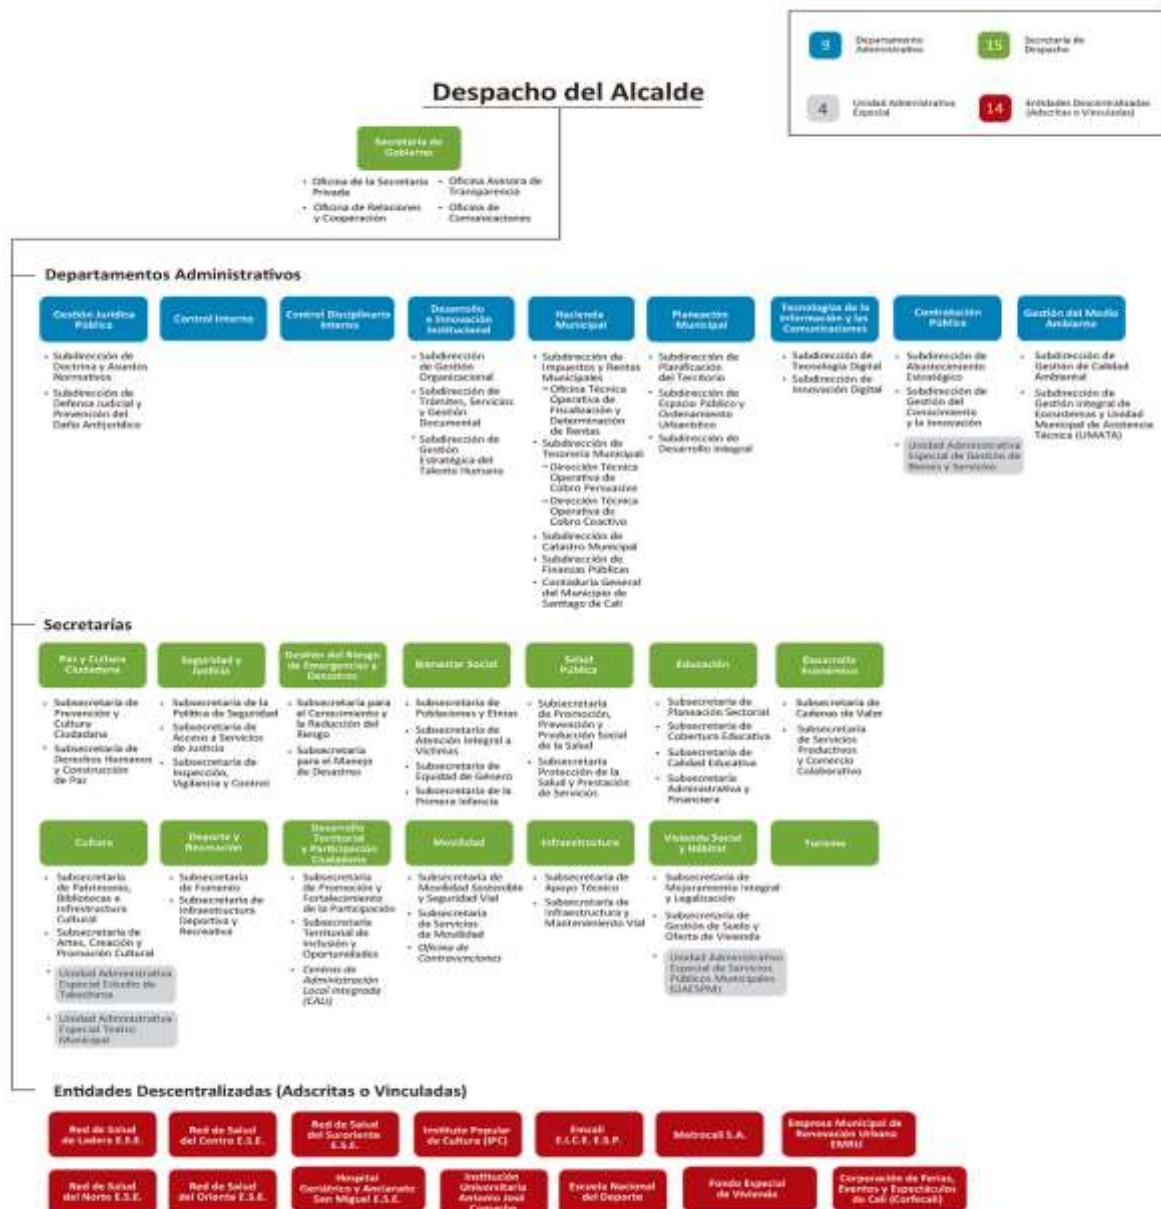 9
Departamento
Administrativo
15
Secretaría de
Despacho
4
Unidad Administrativa
Especial
14
Entidades Descentralizadas
(Adscritas o Vinculadas)
Despacho del Alcalde
Secretaría de
Gobierno
• Oficina de la Secretaría
Privada
• Oficina de Relaciones
y Cooperación
• Oficina Asesora de
Transparencia
• Oficina de
Comunicaciones
Departamentos Administrativos
Gestión Jurídica
Pública
• Subdirección de
Doctrina y Asuntos
Normativos
• Subdirección de
Defensa Judicial y
Prevención del
Daño Antijurídico
Control Interno
Control Disciplinario
Interno
Desarrollo
e Innovación
Institucional
• Subdirección
de Gestión
Organizacional
• Subdirección de
Trámites, Servicios
y Gestión
Documental
• Subdirección de
Gestión
Estratégica del
Talento Humano
Hacienda
Municipal
• Subdirección de
Impuestos y Rentas
Municipales
– Oficina Técnica
Operativa de
Fiscalización y
Determinación
de Rentas
• Subdirección de
Tesorería Municipal
– Dirección Técnica
Operativa de
Cobro Persuasivo
– Dirección Técnica
Operativa de
Cobro Coactivo
• Subdirección de
Catastro Municipal
• Subdirección de
Finanzas Públicas
• Contaduría General
del Municipio de
Santiago de Cali
Planeación
Municipal
• Subdirección de
Planificación
del Territorio
• Subdirección de
Espacio Público y
Ordenamiento
Urbanístico
• Subdirección de
Desarrollo Integral
Tecnologías de la
Información y las
Comunicaciones
• Subdirección de
Tecnología Digital
• Subdirección de
Innovación Digital
Contratación
Pública
• Subdirección de
Abastecimiento
Estratégico
• Subdirección de
Gestión del
Conocimiento
y la Innovación
• Unidad Administrativa
Especial de Gestión de
Bienes y Servicios
Gestión del Medio
Ambiente
• Subdirección de
Gestión de Calidad
Ambiental
• Subdirección de
Gestión integral de
Ecosistemas y Unidad
Municipal de Asistencia
Técnica (UMATA)
Secretarías
Paz y Cultura
Ciudadana
• Subsecretaría de
Prevención y
Cultura
Ciudadana
• Subsecretaría de
Derechos Humanos
y Construcción
de Paz
Seguridad y
Justicia
• Subsecretaría de la
Política de Seguridad
• Subsecretaría de
Acceso a Servicios
de Justicia
• Subsecretaría de
Inspección,
Vigilancia y Control
Gestión del Riesgo
de Emergencias y
Desastres
• Subsecretaría para
el Conocimiento y
la Reducción del
Riesgo
• Subsecretaría
para el Manejo
de Desastres
Bienestar Social
• Subsecretaría de
Poblaciones y Etnias
• Subsecretaría de
Atención Integral a
Víctimas
• Subsecretaría de
Equidad de Género
• Subsecretaría de la
Primera Infancia
Salud
Pública
• Subsecretaría
de Promoción,
Prevención y
Producción Social
de la Salud
• Subsecretaría
Protección de la
Salud y Prestación
de Servicios
Educación
• Subsecretaría de
Planeación Sectorial
• Subsecretaría de
Cobertura Educativa
• Subsecretaría de
Calidad Educativa
• Subsecretaría
Administrativa y
Financiera
Desarrollo
Económico
• Subsecretaría de
Cadenas de Valor
• Subsecretaría
de Servicios
Productivos
y Comercio
Colaborativo
Cultura
• Subsecretaría
de Patrimonio,
Bibliotecas e
Infraestructura
Cultural
• Subsecretaría de
Artes, Creación y
Promoción Cultural
• Unidad Administrativa
Especial Estudio de
Takeshima
• Unidad Administrativa
Especial Teatro
Municipal
Deporte y
Recreación
• Subsecretaría
de Fomento
• Subsecretaría de
Infraestructura
Deportiva y
Recreativa
Desarrollo
Territorial
y Participación
Ciudadana
• Subsecretaría
de Promoción y
Fortalecimiento
de la Participación
• Subsecretaría
Territorial de
Inclusión y
Oportunidades
• Centros de
Administración
Local Integrada
(CALI)
Movilidad
• Subsecretaría de
Movilidad Sostenible
y Seguridad Vial
• Subsecretaría
de Servicios
de Movilidad
• Oficina de
Contravenciones
Infraestructura
• Subsecretaría de
Apoyo Técnico
• Subsecretaría de
Infraestructura y
Mantenimiento Vial
Vivienda Social
y Hábitat
• Subsecretaría de
Mejoramiento Integral
y Legalización
• Subsecretaría de
Gestión de Suelo y
Oferta de Vivienda
• Unidad Administrativa
Especial de Servicios
Públicos Municipales
(UAESPM)
Turismo
Entidades Descentralizadas (Adscritas o Vinculadas)
Red de Salud
de Ladera E.S.E.
Red de Salud
del Centro E.S.E.
Red de Salud
del Suroriente
E.S.E.
Instituto Popular
de Cultura (IPC)
Emcali
E.I.C.E. E.S.P.
Metrocali S.A.
Empresa Municipal de
Renovación Urbana
EMRU
Red de Salud
del Norte E.S.E.
Red de Salud
del Oriente E.S.E.
Hospital
Geriátrico y Ancianato
San Miguel E.S.E.
Institución
Universitaria
Antonio José
Camacho
Escuela Nacional
del Deporte
Fondo Especial
de Vivienda
Corporación de Ferias,
Eventos y Espectáculos
de Cali (Corfecali)